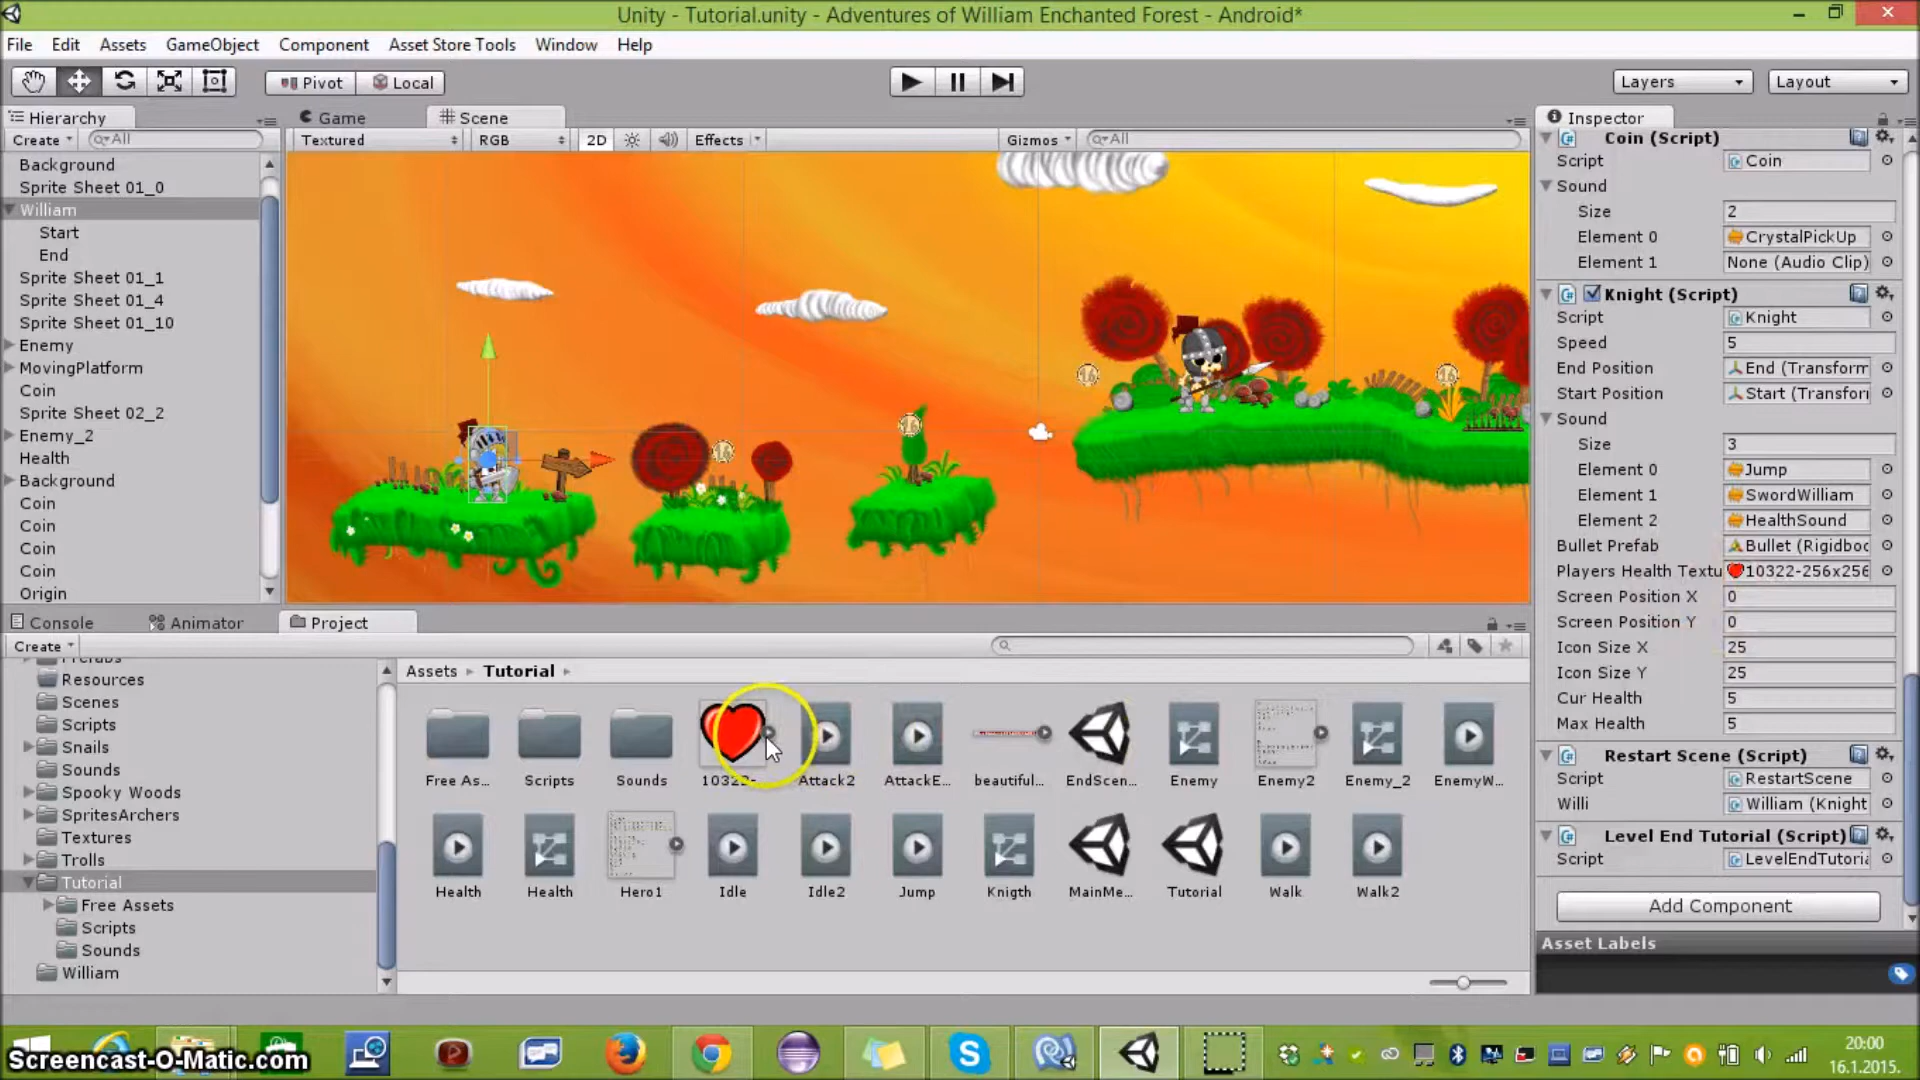 Unity - Tutorial.unity - Adventures of William Enchanted Forest - Android*
File Edit Assets GameObject Component Asset Store Tools Window Help
Pivot Local Layers Layout
Hierarchy Game Scene Inspector
Create All Textured RGB 2D Effects Gizmos All
Background
Sprite Sheet 01_0
William
Start
End
Sprite Sheet 01_1
Sprite Sheet 01_4
Sprite Sheet 01_10
Enemy
MovingPlatform
Coin
Sprite Sheet 02_2
Enemy_2
Health
Background
Coin
Coin
Coin
Coin
Origin
16
16
16
16
Coin (Script)
Script Coin
Sound
Size 2
Element 0 CrystalPickUp
Element 1 None (Audio Clip)
Knight (Script)
Script Knight
Speed 5
End Position End (Transform
Start Position Start (Transfor
Sound
Size 3
Element 0 Jump
Element 1 SwordWilliam
Element 2 HealthSound
Bullet Prefab Bullet (Rigidboc
Players Health Textu 10322-256x256
Screen Position X 0
Screen Position Y 0
Icon Size X 25
Icon Size Y 25
Cur Health 5
Max Health 5
Restart Scene (Script)
Script RestartScene
Willi William (Knight
Level End Tutorial (Script)
Script LevelEndTutoria
Add Component
Asset Labels
Console Animator Project
Create
Prefabs
Resources
Scenes
Scripts
Snails
Sounds
Spooky Woods
SpritesArchers
Textures
Trolls
Tutorial
Free Assets
Scripts
Sounds
William
Assets Tutorial
Free As... Scripts Sounds 10322- Attack2 AttackE... beautiful... EndScen... Enemy Enemy2 Enemy_2 EnemyW...
Health Health Hero1 Idle Idle2 Jump Knigth MainMe... Tutorial Walk Walk2
Screencast-O-Matic.com
20:00
16.1.2015.